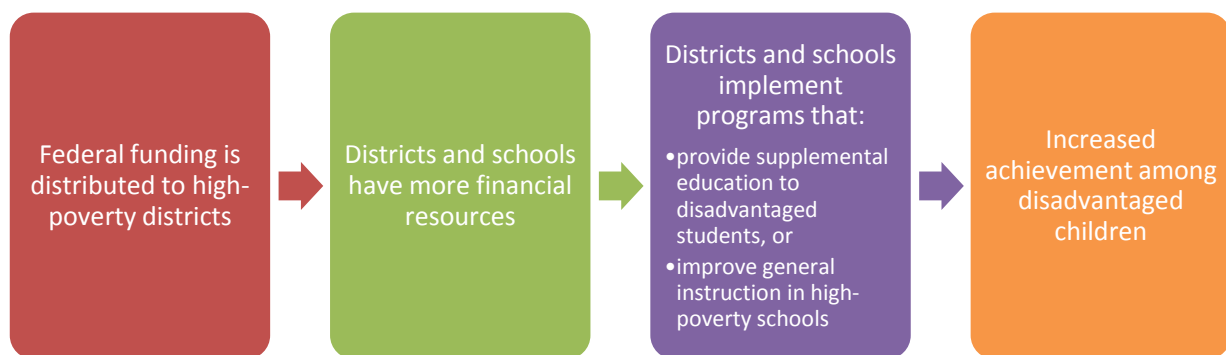 Federal funding is
distributed to high-
poverty districts
Districts and schools
have more financial
resources
Districts and schools
implement
programs that:
•provide supplemental
education to
disadvantaged
students, or
•improve general
instruction in high-
poverty schools
Increased
achievement among
disadvantaged
children